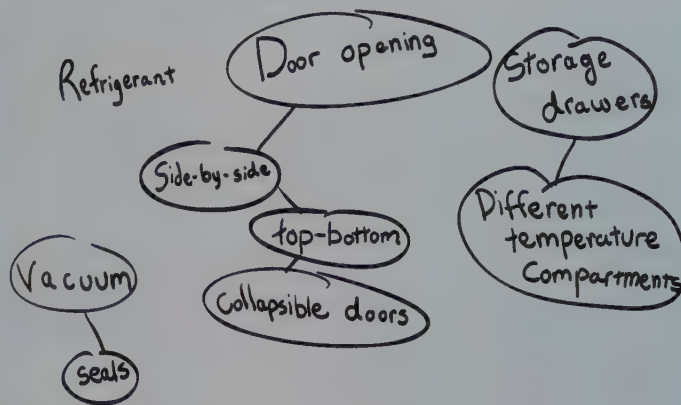 Refrigerant
Door opening
Storage
drawers
Side-by-side
top-bottom
Collapsible doors
Different
temperature
Compartments
Vacuum
seals